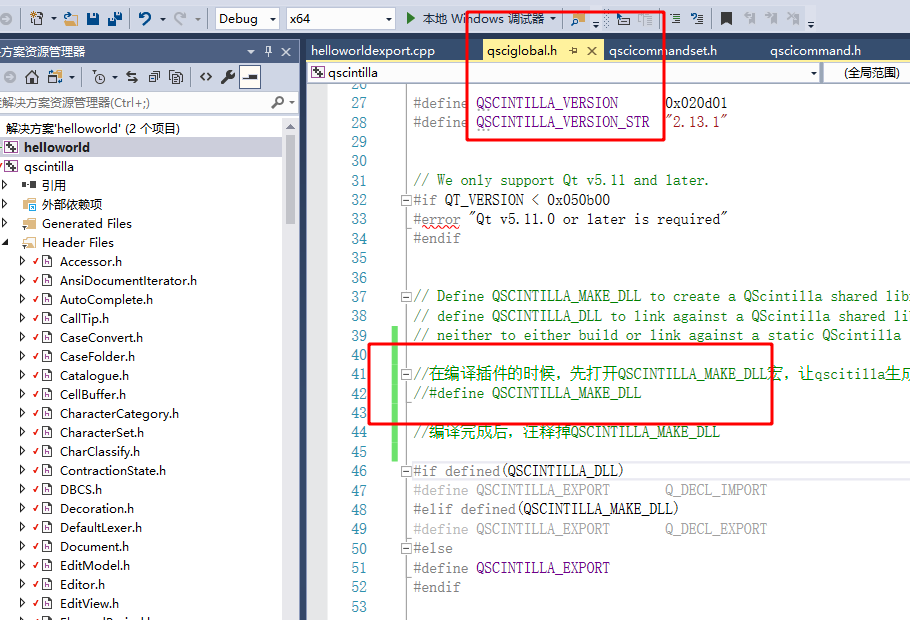 Debug
x64
本地 Windows 调试器
方案资源管理器
解决方案资源管理器(Ctrl+;)
解决方案'helloworld' (2 个项目)
helloworld
qscintilla
引用
外部依赖项
Generated Files
Header Files
Accessor.h
AnsiDocumentIterator.h
AutoComplete.h
CallTip.h
CaseConvert.h
CaseFolder.h
Catalogue.h
CellBuffer.h
CharacterCategory.h
CharacterSet.h
CharClassify.h
ContractionState.h
DBCS.h
Decoration.h
DefaultLexer.h
Document.h
EditModel.h
Editor.h
EditView.h
helloworldexport.cpp
qsciglobal.h
qscicommandset.h
qscicommand.h
qscintilla
(全局范围)
26
27 #define QSCINTILLA_VERSION 0x020d01
28 #define QSCINTILLA_VERSION_STR "2.13.1"
29
30
31 // We only support Qt v5.11 and later.
32 #if QT_VERSION < 0x050b00
33 #error "Qt v5.11.0 or later is required"
34 #endif
35
36
37 // Define QSCINTILLA_MAKE_DLL to create a QScintilla shared lib
38 // define QSCINTILLA_DLL to link against a QScintilla shared li
39 // neither to either build or link against a static QScintilla
40
41 //在编译插件的时候，先打开QSCINTILLA_MAKE_DLL宏，让qscitilla生成
42 //#define QSCINTILLA_MAKE_DLL
43
44 //编译完成后，注释掉QSCINTILLA_MAKE_DLL
45
46 #if defined(QSCINTILLA_DLL)
47 #define QSCINTILLA_EXPORT Q_DECL_IMPORT
48 #elif defined(QSCINTILLA_MAKE_DLL)
49 #define QSCINTILLA_EXPORT Q_DECL_EXPORT
50 #else
51 #define QSCINTILLA_EXPORT
52 #endif
53